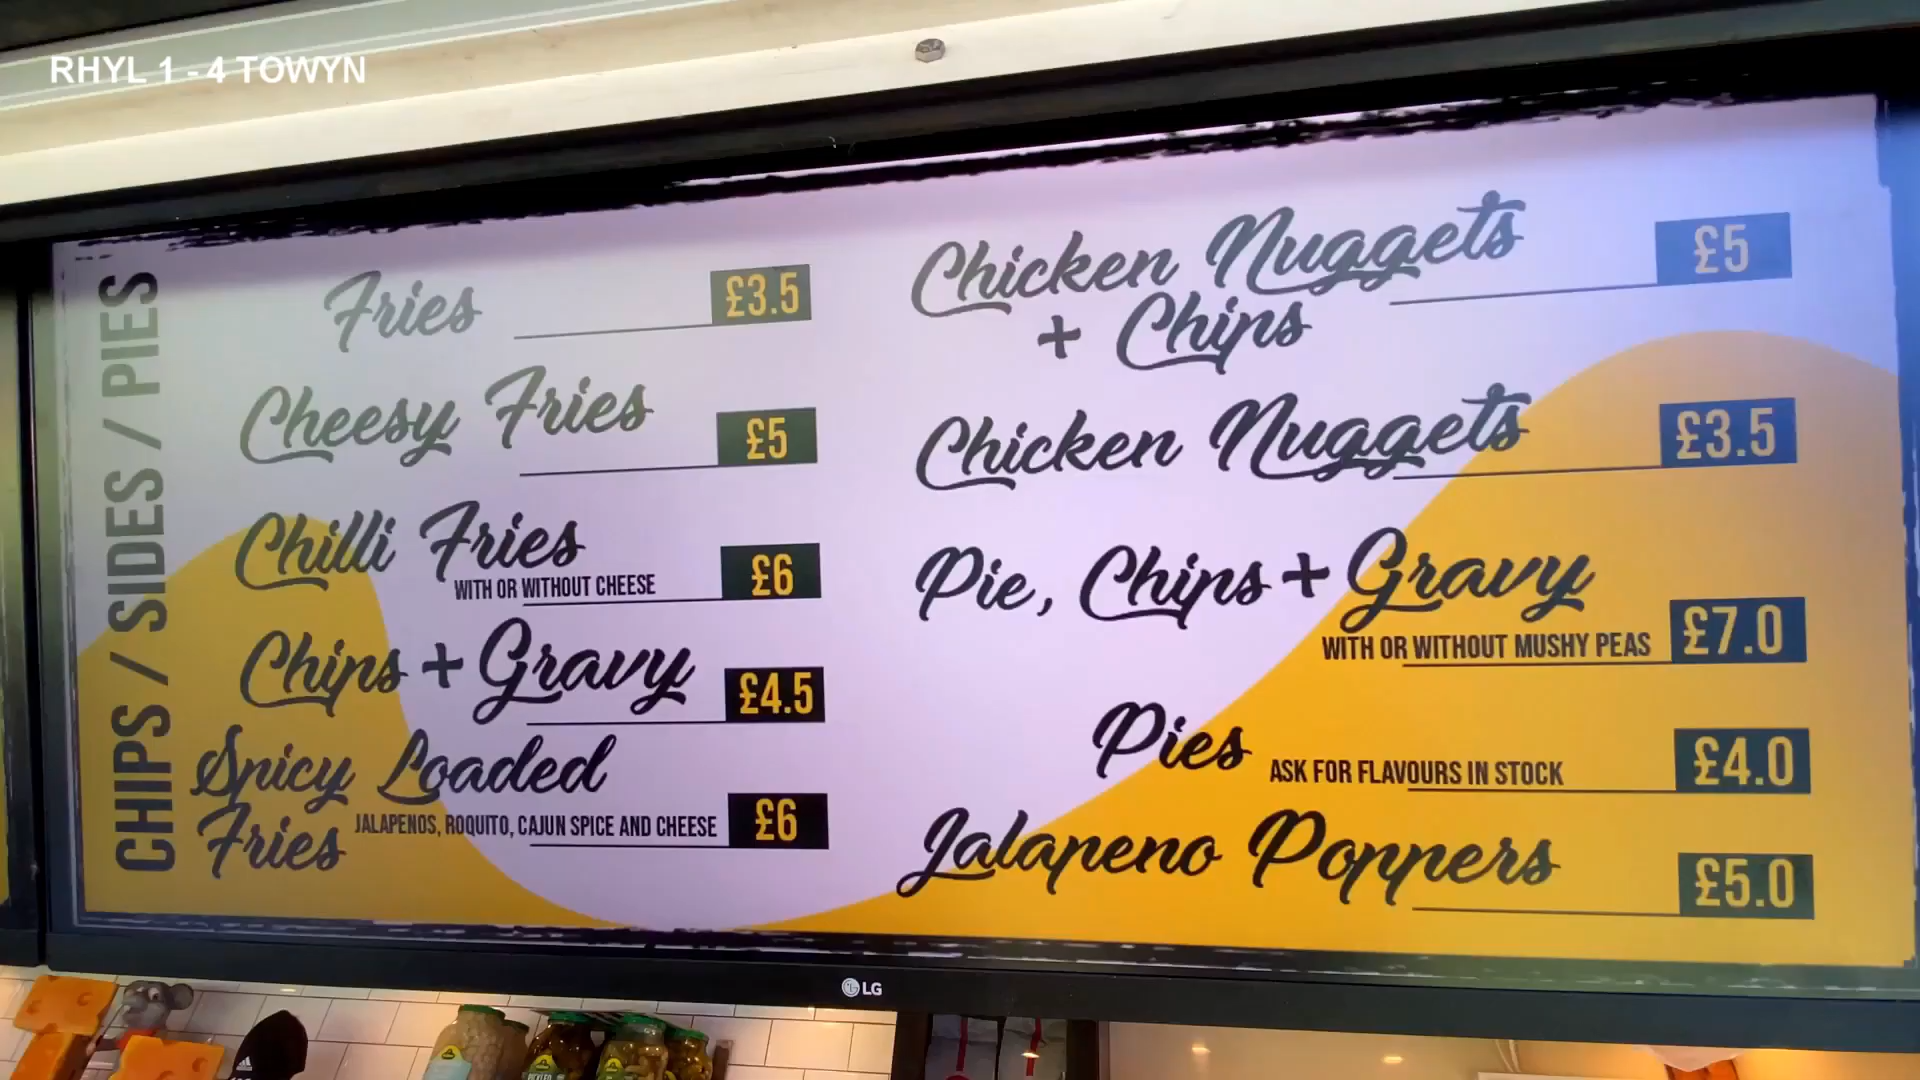 RHYL 1 - 4 TOWYN
CHIPS / SIDES / PIES
Fries £3.5
Cheesy Fries £5
Chilli Fries
WITH OR WITHOUT CHEESE £6
Chips + Gravy £4.5
Spicy Loaded
Fries JALAPENOS, ROQUITO, CAJUN SPICE AND CHEESE £6
Chicken Nuggets £5
+ Chips
Chicken Nuggets £3.5
Pie, Chips + Gravy
WITH OR WITHOUT MUSHY PEAS £7.0
Pies ASK FOR FLAVOURS IN STOCK £4.0
Jalapeno Poppers £5.0
LG